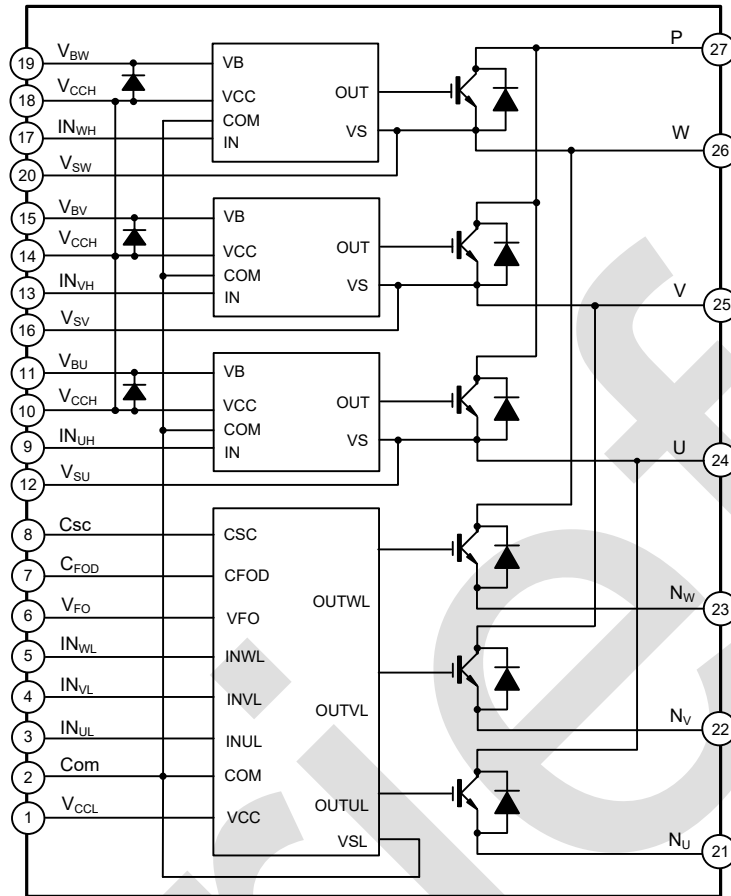 19 V_BW VB P 27
18 V_CCH VCC OUT
COM
17 IN_WH IN VS W 26
20 V_SW
15 V_BV VB
14 V_CCH VCC OUT
COM
13 IN_VH IN VS V 25
16 V_SV
11 V_BU VB
10 V_CCH VCC OUT
COM
9 IN_UH IN VS U 24
12 V_SU
8 Csc CSC
7 C_FOD CFOD
OUTWL
6 V_FO VFO N_W 23
5 IN_WL INWL
4 IN_VL INVL
OUTVL
3 IN_UL INUL N_V 22
2 Com COM
OUTUL
1 V_CCL VCC
VSL
N_U 21